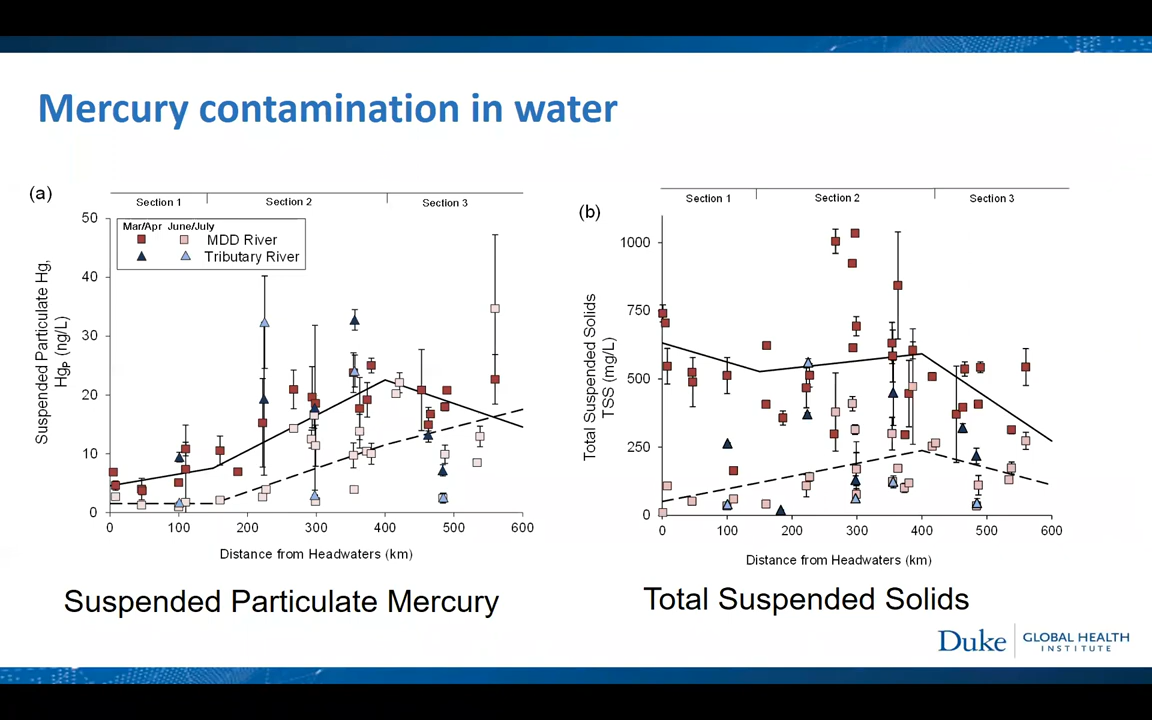 Mercury contamination in water
(a)
Section 1 Section 2 Section 3
Mar/Apr June/July
MDD River
Tributary River
Suspended Particulate Hg,
HgP (ng/L)
50
40
30
20
10
0
0 100 200 300 400 500 600
Distance from Headwaters (km)
Suspended Particulate Mercury
(b)
Section 1 Section 2 Section 3
Total Suspended Solids
TSS (mg/L)
1000
750
500
250
0
0 100 200 300 400 500 600
Distance from Headwaters (km)
Total Suspended Solids
Duke GLOBAL HEALTH
INSTITUTE